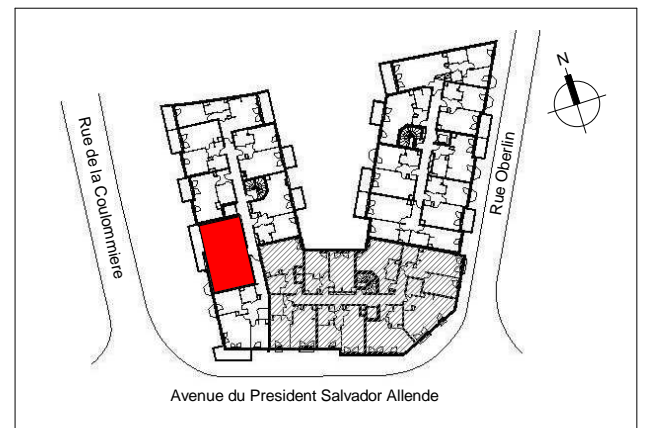 N
Rue de la Coulommiere
Rue Oberlin
Avenue du President Salvador Allende